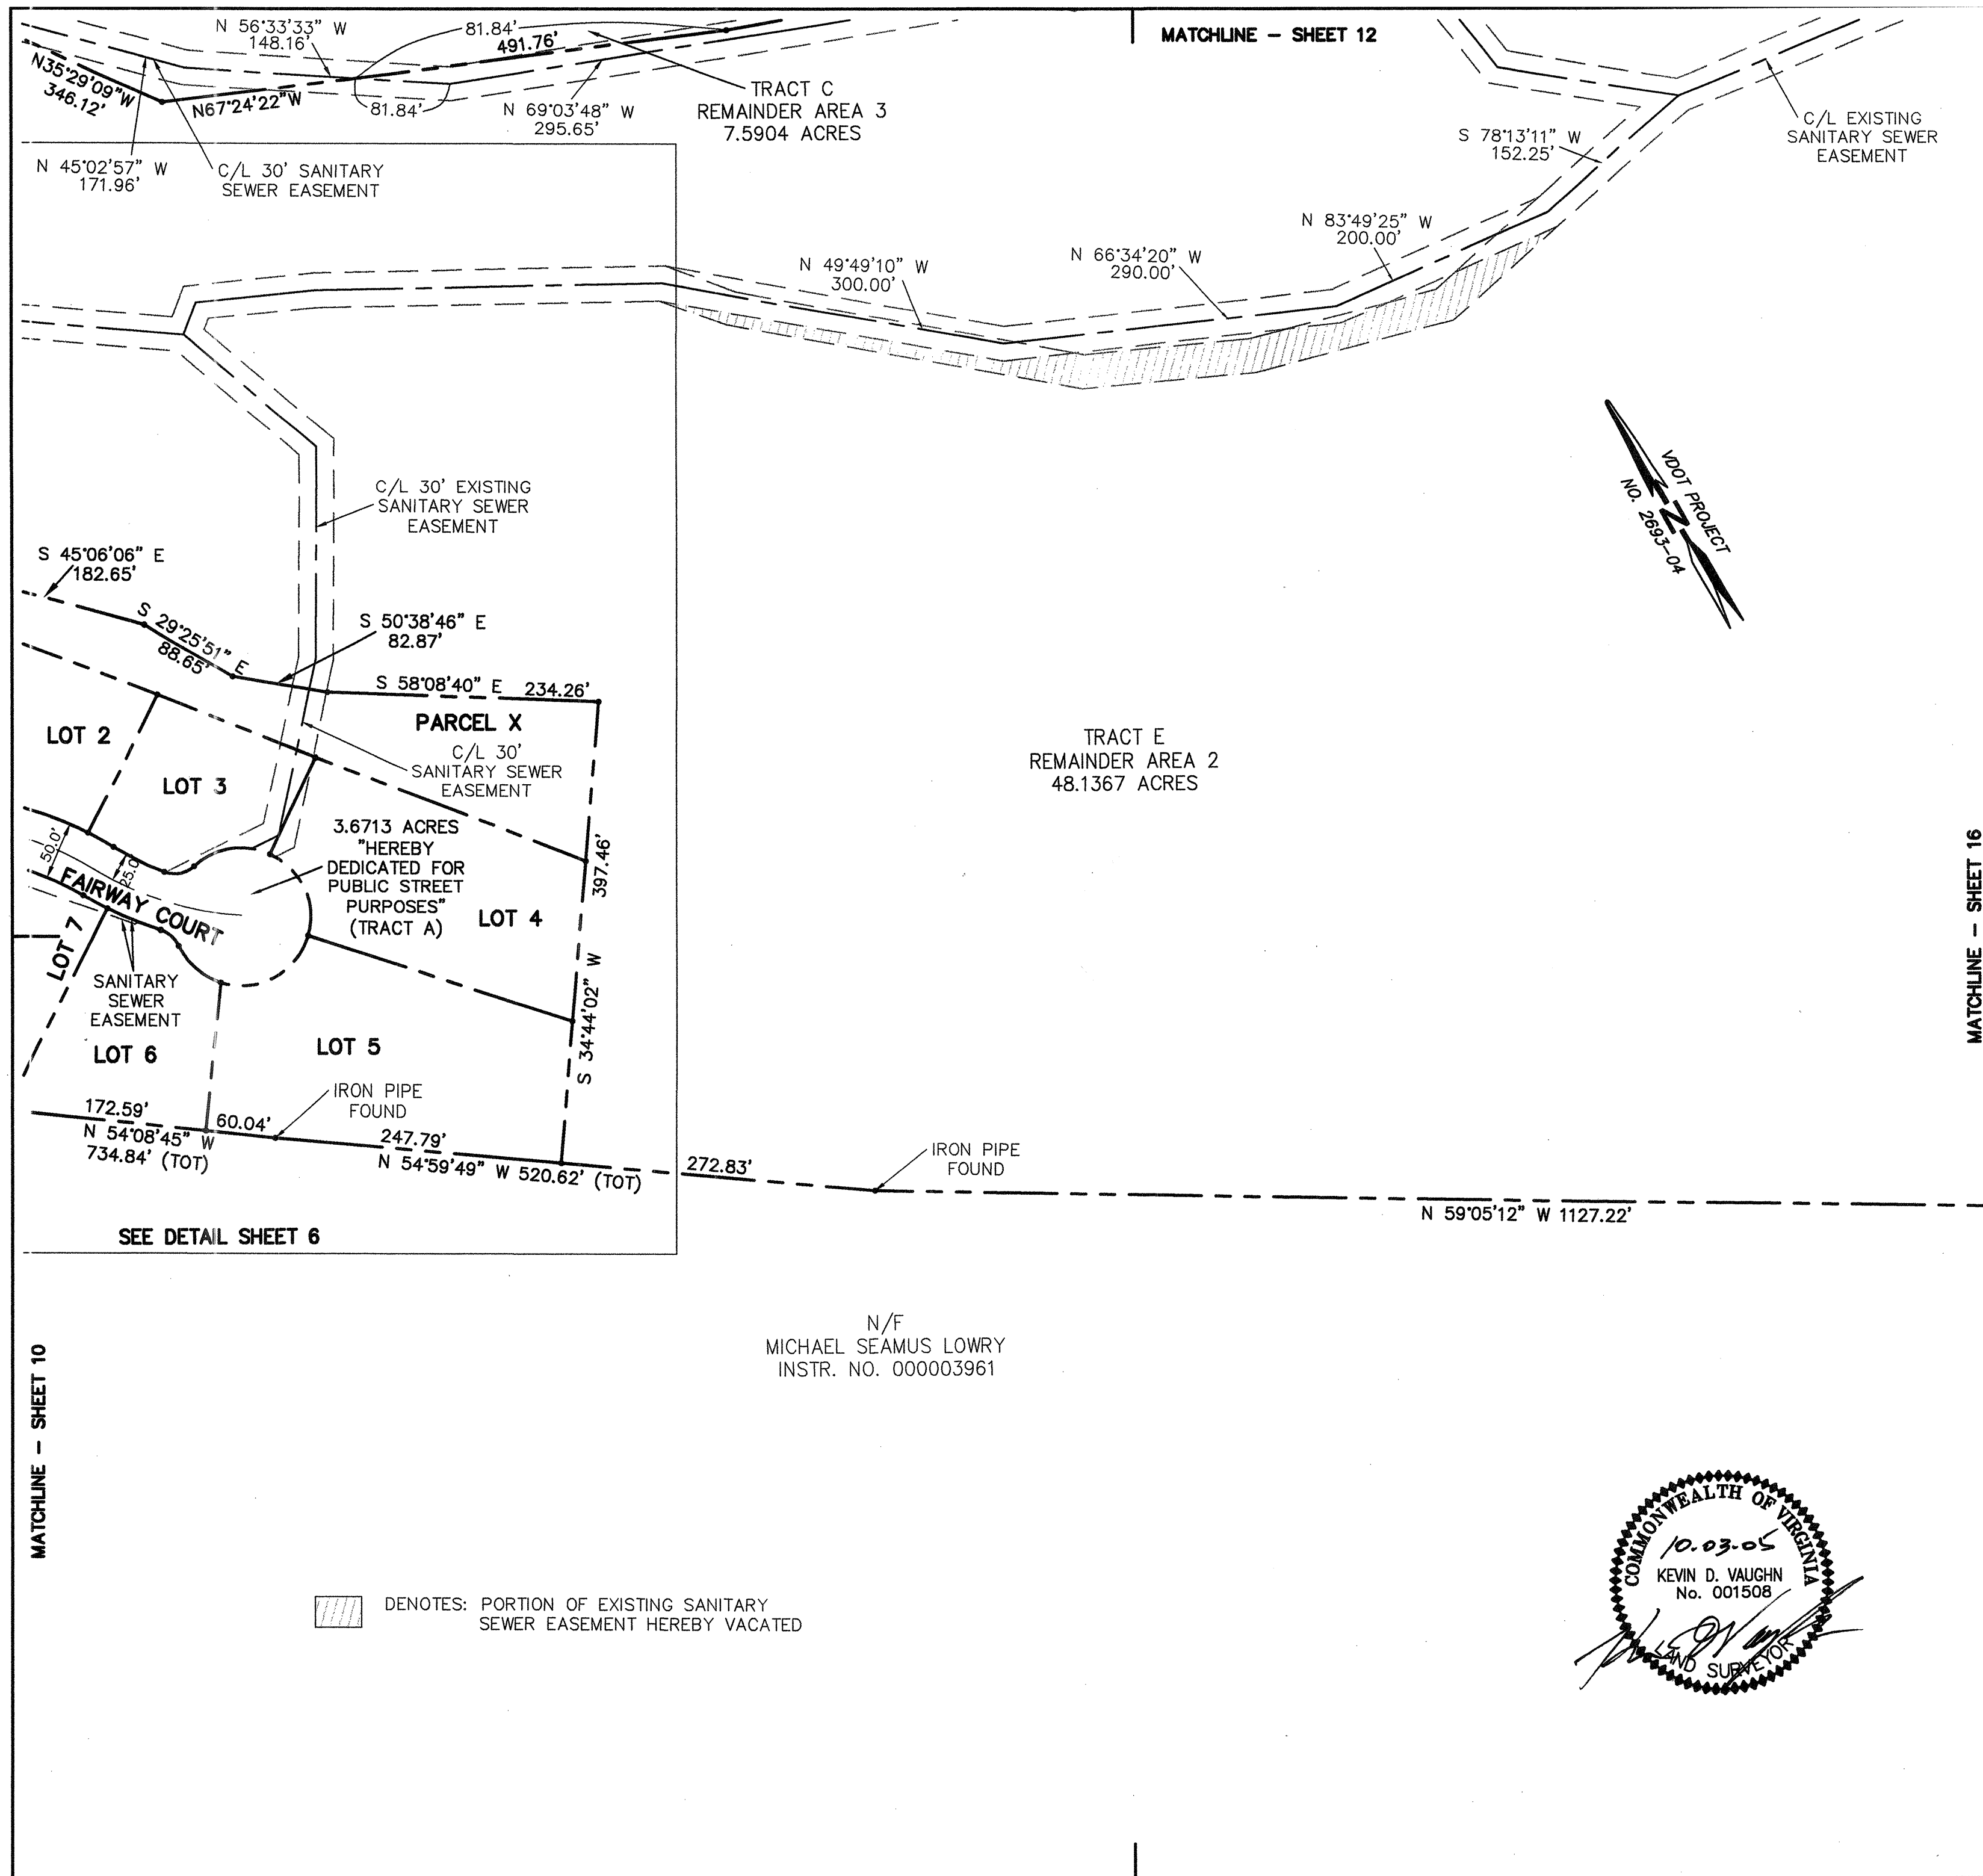 MATCHLINE - SHEET 12
N 56°33'33" W
148.16'
81.84'
491.76'
N35°29'09"W
346.12'
N67°24'22"W
81.84'
N 69°03'48" W
295.65'
TRACT C
REMAINDER AREA 3
7.5904 ACRES
N 45°02'57" W
171.96'
C/L 30' SANITARY
SEWER EASEMENT
S 78°13'11" W
152.25'
C/L EXISTING
SANITARY SEWER
EASEMENT
N 83°49'25" W
200.00'
N 66°34'20" W
290.00'
N 49°49'10" W
300.00'
VDOT PROJECT
N
NO. 2693-04
C/L 30' EXISTING
SANITARY SEWER
EASEMENT
S 45°06'06" E
182.65'
S 29°25'51" E
88.65'
S 50°38'46" E
82.87'
S 58°08'40" E 234.26'
PARCEL X
C/L 30'
SANITARY SEWER
EASEMENT
LOT 2
LOT 3
3.6713 ACRES
"HEREBY
DEDICATED FOR
PUBLIC STREET
PURPOSES"
(TRACT A)
LOT 4
397.46'
S 34°44'02" W
50.0'
25.0'
FAIRWAY COURT
LOT 7
SANITARY
SEWER
EASEMENT
LOT 6
LOT 5
IRON PIPE
FOUND
172.59'
N 54°08'45" W
734.84' (TOT)
60.04'
247.79'
N 54°59'49" W 520.62' (TOT)
272.83'
IRON PIPE
FOUND
N 59°05'12" W 1127.22'
SEE DETAIL SHEET 6
TRACT E
REMAINDER AREA 2
48.1367 ACRES
MATCHLINE - SHEET 16
N/F
MICHAEL SEAMUS LOWRY
INSTR. NO. 000003961
MATCHLINE - SHEET 10
DENOTES: PORTION OF EXISTING SANITARY
SEWER EASEMENT HEREBY VACATED
COMMONWEALTH OF VIRGINIA
10-03-05
KEVIN D. VAUGHN
No. 001508
LAND SURVEYOR